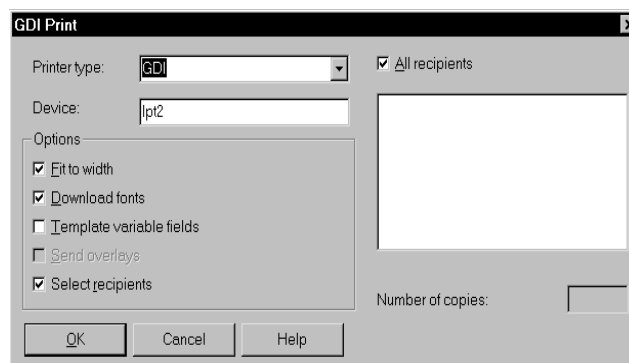 GDI Print
Printer type:
GDI
Device:
lpt2
Options
Fit to width
Download fonts
Template variable fields
Send overlays
Select recipients
OK
Cancel
Help
All recipients
Number of copies: